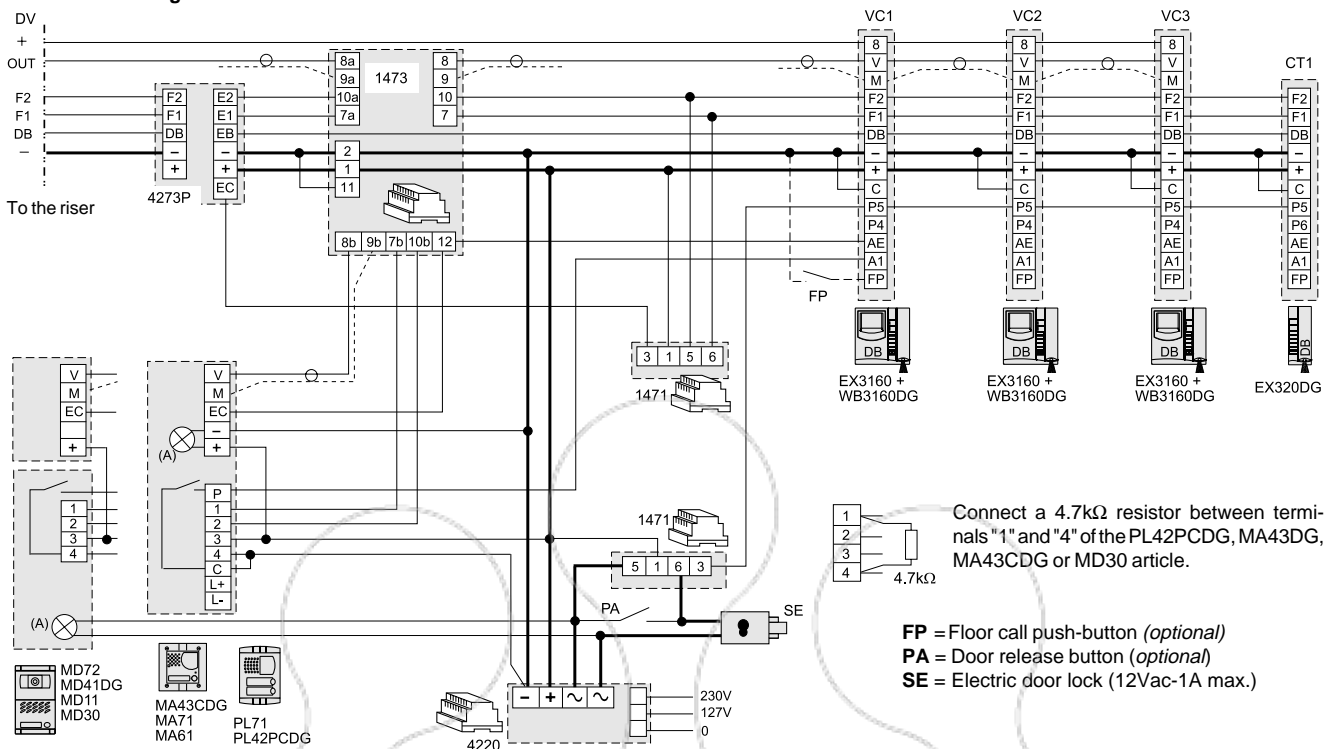 DV
+
OUT
F2
F1
DB
–
To the riser
F2
F1
DB
–
+
E2
E1
EB
–
+
EC
4273P
8a
9a
10a
7a
1473
8
9
10
7
2
1
11
8b 9b 7b 10b 12
VC1
8
V
M
F2
F1
DB
–
+
C
P5
P4
AE
A1
FP
FP
DB
EX3160 +
WB3160DG
VC2
8
V
M
F2
F1
DB
–
+
C
P5
P4
AE
A1
FP
DB
EX3160 +
WB3160DG
VC3
8
V
M
F2
F1
DB
–
+
C
P5
P4
AE
A1
FP
DB
EX3160 +
WB3160DG
CT1
F2
F1
DB
–
+
C
P5
P6
AE
A1
FP
DB
EX320DG
3 1 5 6
1471
V
M
EC
+
1
2
3
4
(A)
MD72
MD41DG
MD11
MD30
V
M
EC
–
+
(A)
P
1
2
3
4
C
L+
L-
MA43CDG
MA71
MA61
PL71
PL42PCDG
1471
5 1 6 3
PA
SE
– + ~ ~
4220
230V
127V
0
1
2
3
4
4.7kΩ
Connect a 4.7kΩ resistor between termi-
nals "1" and "4" of the PL42PCDG, MA43DG,
MA43CDG or MD30 article.
FP = Floor call push-button (optional)
PA = Door release button (optional)
SE = Electric door lock (12Vac-1A max.)